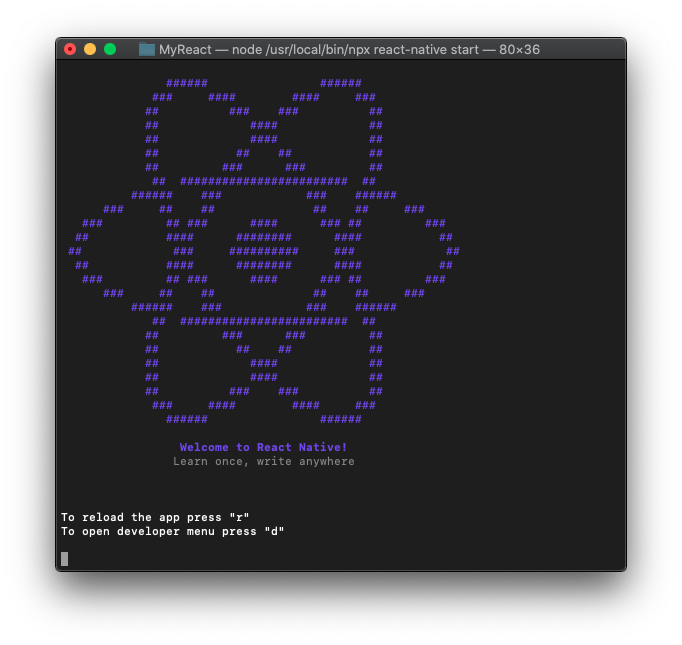 MyReact — node /usr/local/bin/npx react-native start — 80×36
Welcome to React Native!
Learn once, write anywhere
To reload the app press "r"
To open developer menu press "d"